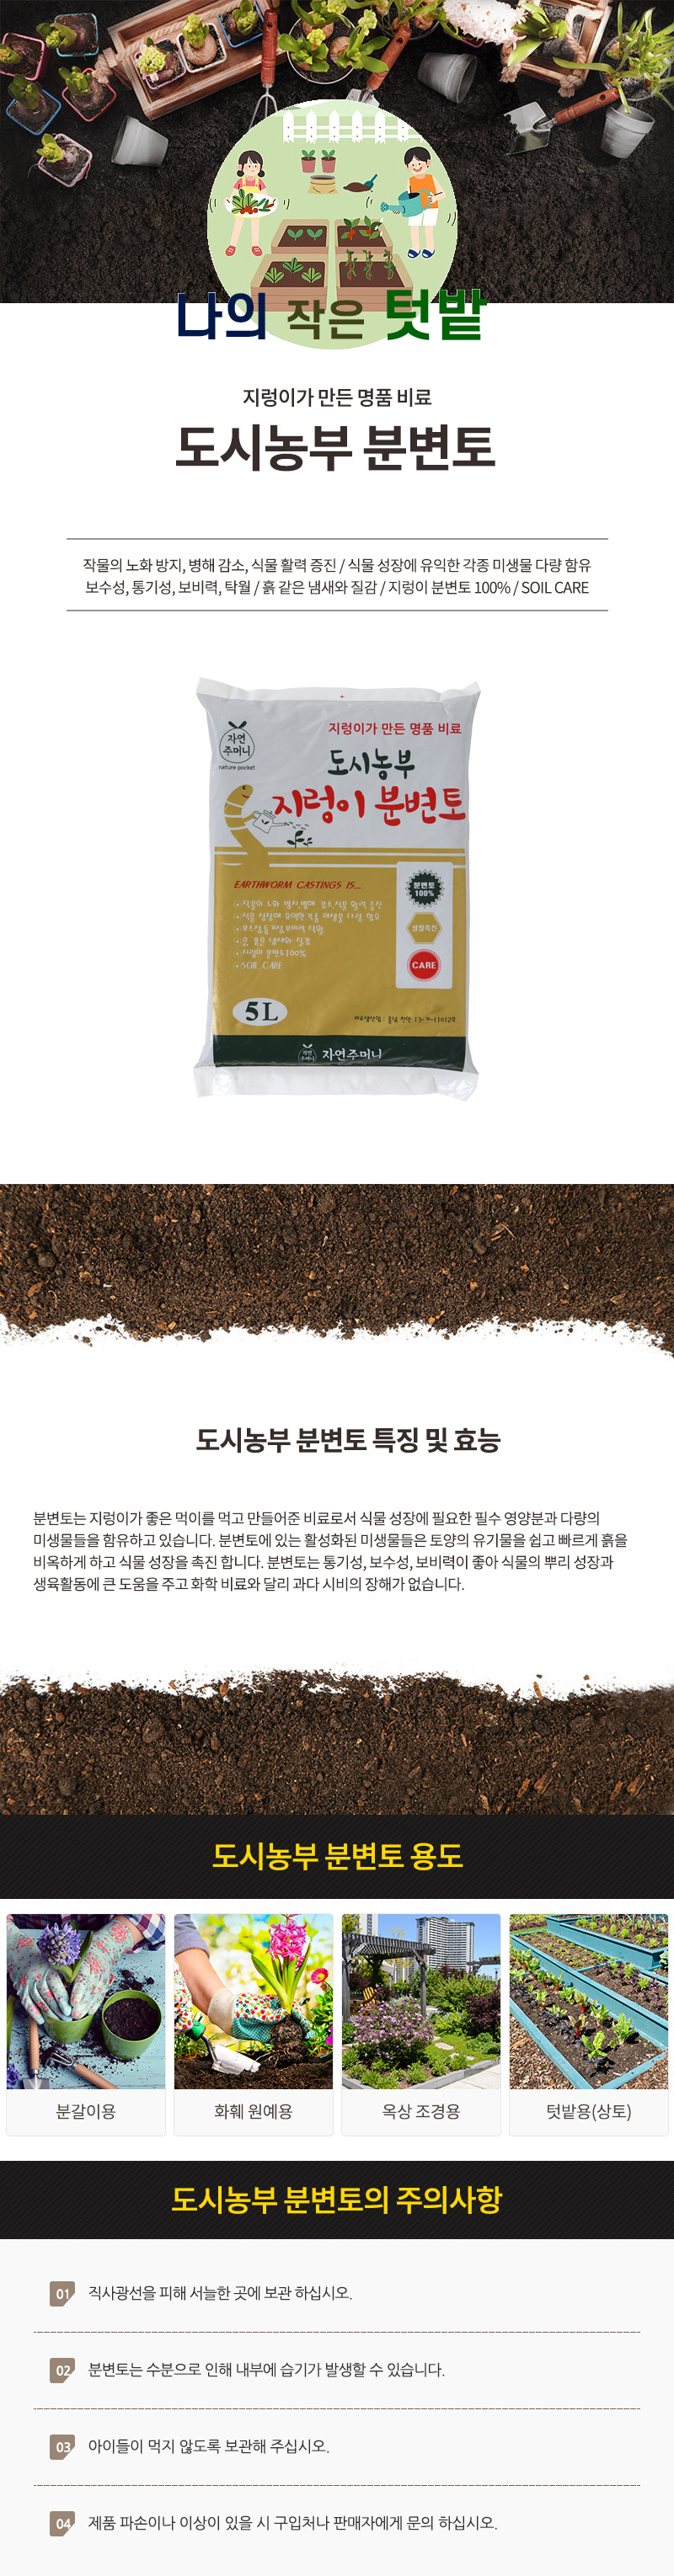 나의 작은 텃밭
지렁이가 만든 명품 비료
도시농부 분변토
작물의 노화 방지, 병해 감소, 식물 활력 증진 / 식물 성장에 유익한 각종 미생물 다량 함유
보수성, 통기성, 보비력, 탁월 / 흙 같은 냄새와 질감 / 지렁이 분변토 100% / SOIL CARE
자연
주머니
nature pocket
지렁이가 만든 명품 비료
도시농부
지렁이 분변토
EARTHWORM CASTINGS IS...
분변토
100%
성장촉진
CARE
· 지렁이 분변토 100%
· SOIL CARE
5L
자연
주머니
자연주머니
도시농부 분변토 특징 및 효능
분변토는 지렁이가 좋은 먹이를 먹고 만들어준 비료로서 식물 성장에 필요한 필수 영양분과 다량의
미생물들을 함유하고 있습니다. 분변토에 있는 활성화된 미생물들은 토양의 유기물을 쉽고 빠르게 흙을
비옥하게 하고 식물 성장을 촉진 합니다. 분변토는 통기성, 보수성, 보비력이 좋아 식물의 뿌리 성장과
생육활동에 큰 도움을 주고 화학 비료와 달리 과다 시비의 장해가 없습니다.
도시농부 분변토 용도
분갈이용
화훼 원예용
옥상 조경용
텃밭용(상토)
도시농부 분변토의 주의사항
01 직사광선을 피해 서늘한 곳에 보관 하십시오.
02 분변토는 수분으로 인해 내부에 습기가 발생할 수 있습니다.
03 아이들이 먹지 않도록 보관해 주십시오.
04 제품 파손이나 이상이 있을 시 구입처나 판매자에게 문의 하십시오.